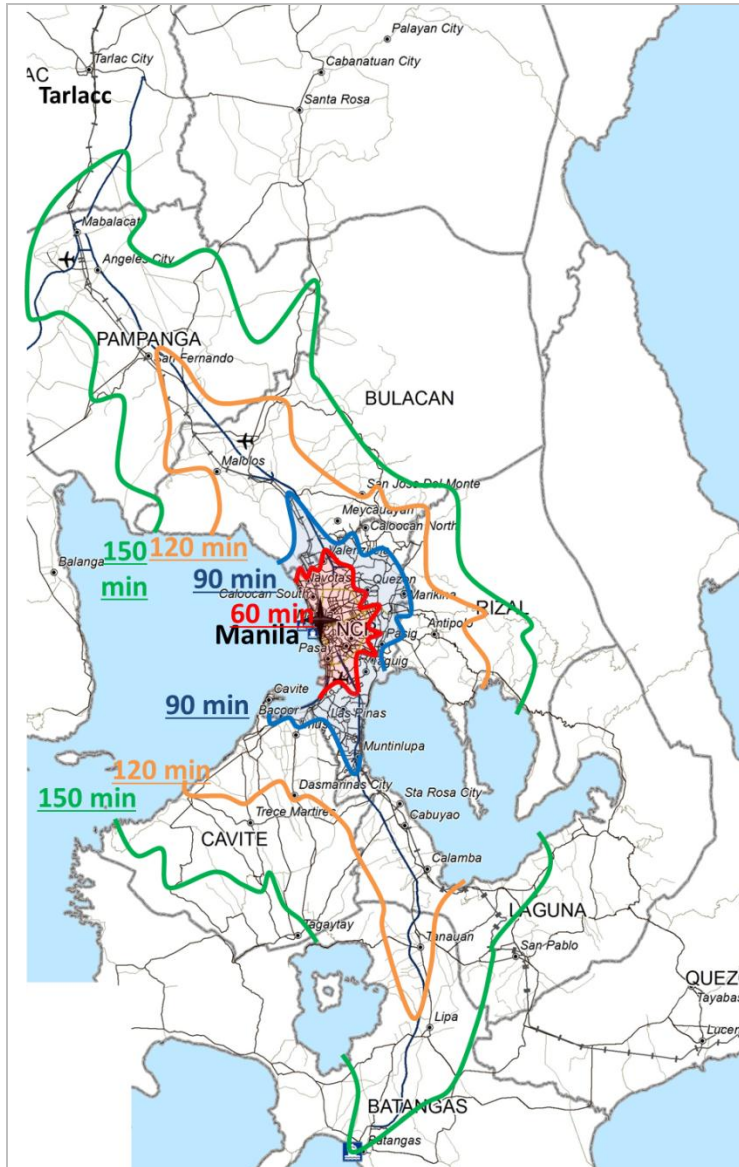 Palayan City
Tarlac City
AC
Cabanatuan City
Tarlacc
Santa Rosa
Mabalacat
Angeles City
PAMPANGA
San Fernando
BULACAN
Malolos
San Jose Del Monte
Meycauayan
Caloocan North
150
min
120 min
Valenzuela
Balanga
90 min
Navotas
Quezon
Caloocan South
Marikina
60 min
RIZAL
Manila
NCR
Antipolo
Pasig
Pasay
Taguig
Cavite
90 min
Bacoor
Las Pinas
Imus
Muntinlupa
120 min
Dasmarinas City
Sta Rosa City
150 min
Trece Martires
Cabuyao
CAVITE
Calamba
LAGUNA
Tagaytay
Tanauan
San Pablo
QUEZ
Tayabas
Lipa
Lucen
BATANGAS
Batangas